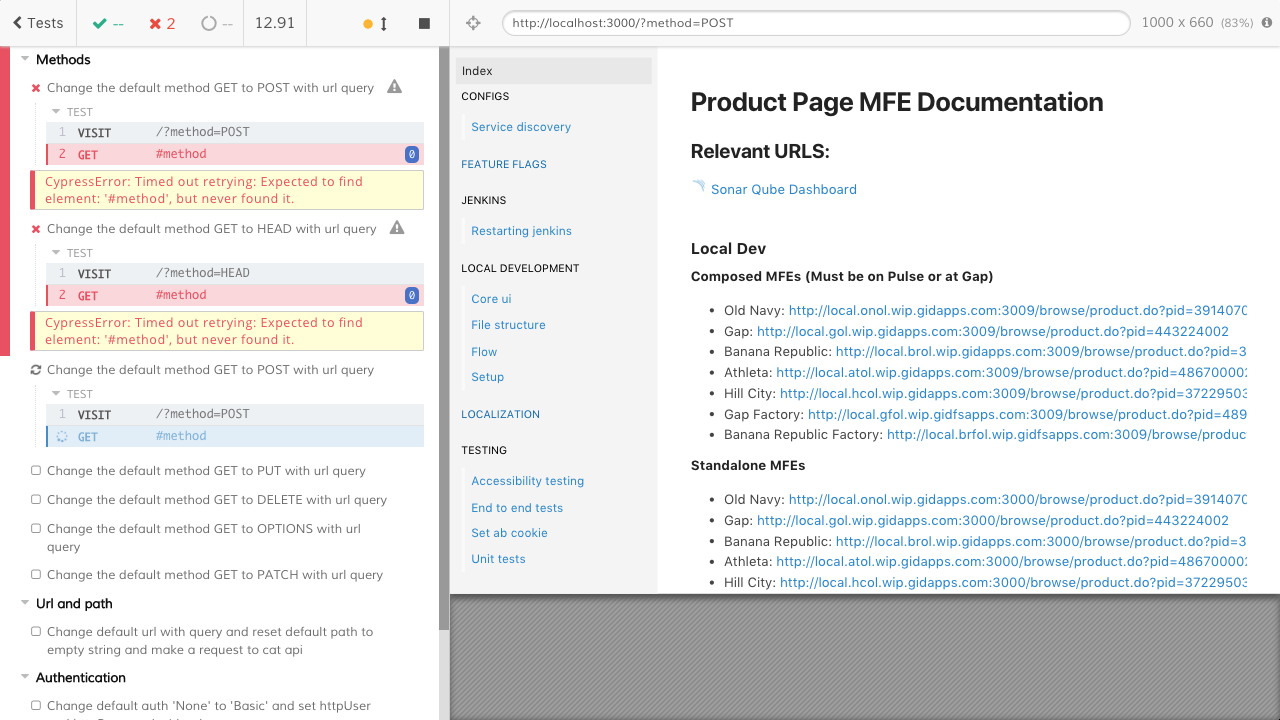 Tests
--
2
--
12.91
Methods
Change the default method GET to POST with url query
TEST
1 VISIT /?method=POST
2 GET #method 0
CypressError: Timed out retrying: Expected to find
element: '#method', but never found it.
Change the default method GET to HEAD with url query
TEST
1 VISIT /?method=HEAD
2 GET #method 0
CypressError: Timed out retrying: Expected to find
element: '#method', but never found it.
Change the default method GET to POST with url query
TEST
1 VISIT /?method=POST
GET #method
Change the default method GET to PUT with url query
Change the default method GET to DELETE with url query
Change the default method GET to OPTIONS with url
query
Change the default method GET to PATCH with url query
Url and path
Change default url with query and reset default path to
empty string and make a request to cat api
Authentication
Change default auth 'None' to 'Basic' and set httpUser
http://localhost:3000/?method=POST
1000 x 660 (83%)
Index
CONFIGS
Service discovery
FEATURE FLAGS
JENKINS
Restarting jenkins
LOCAL DEVELOPMENT
Core ui
File structure
Flow
Setup
LOCALIZATION
TESTING
Accessibility testing
End to end tests
Set ab cookie
Unit tests
Product Page MFE Documentation
Relevant URLS:
Sonar Qube Dashboard
Local Dev
Composed MFEs (Must be on Pulse or at Gap)
• Old Navy: http://local.onol.wip.gidapps.com:3009/browse/product.do?pid=3914070
• Gap: http://local.gol.wip.gidapps.com:3009/browse/product.do?pid=443224002
• Banana Republic: http://local.brol.wip.gidapps.com:3009/browse/product.do?pid=3
• Athleta: http://local.atol.wip.gidapps.com:3009/browse/product.do?pid=486700002
• Hill City: http://local.hcol.wip.gidapps.com:3009/browse/product.do?pid=37229503
• Gap Factory: http://local.gfol.wip.gidfsapps.com:3009/browse/product.do?pid=489
• Banana Republic Factory: http://local.brfol.wip.gidfsapps.com:3009/browse/produc
Standalone MFEs
• Old Navy: http://local.onol.wip.gidapps.com:3000/browse/product.do?pid=3914070
• Gap: http://local.gol.wip.gidapps.com:3000/browse/product.do?pid=443224002
• Banana Republic: http://local.brol.wip.gidapps.com:3000/browse/product.do?pid=3
• Athleta: http://local.atol.wip.gidapps.com:3000/browse/product.do?pid=486700002
• Hill City: http://local.hcol.wip.gidapps.com:3000/browse/product.do?pid=37229503